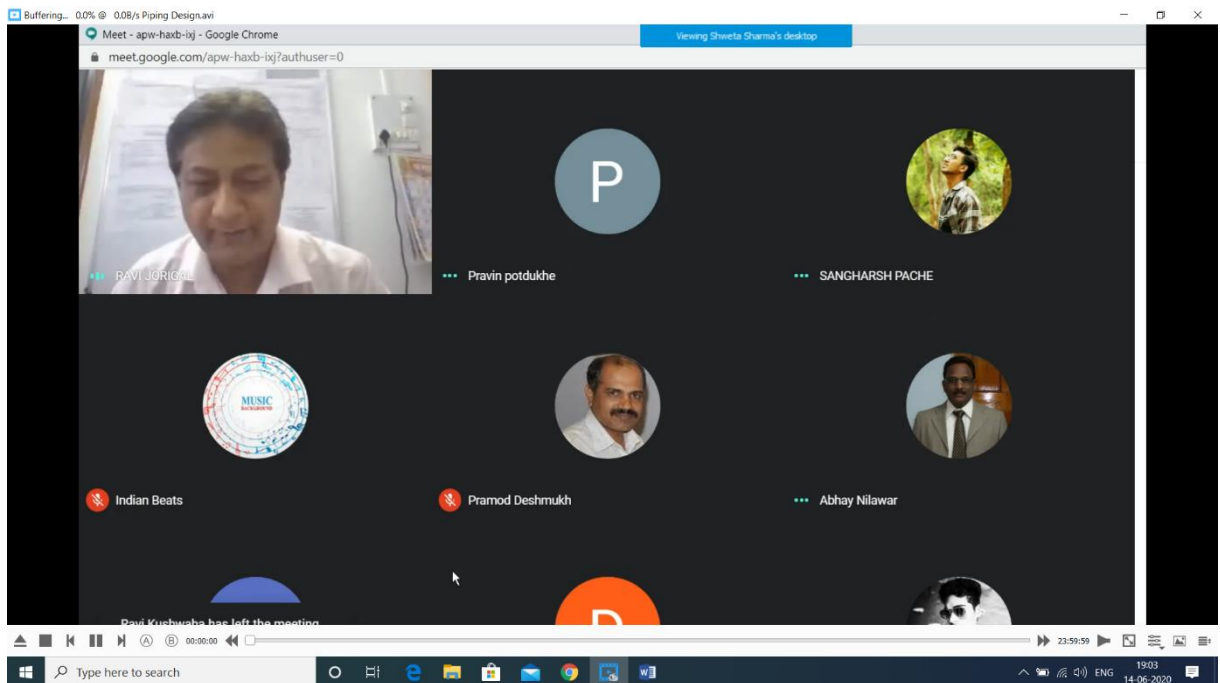 Buffering... 0.0% @ 0.0B/s Piping Design.avi
Meet - apw-haxb-ixj - Google Chrome
Viewing Shweta Sharma's desktop
meet.google.com/apw-haxb-ixj?authuser=0
P
RAVI JORIGAL
Pravin potdukhe
SANGHARSH PACHE
MUSIC
BACKGROUND
Indian Beats
Pramod Deshmukh
Abhay Nilawar
D
Ravi Kushwaha has left the meeting
A B 00:00:00
23:59:59
Type here to search
ENG
19:03
14-06-2020